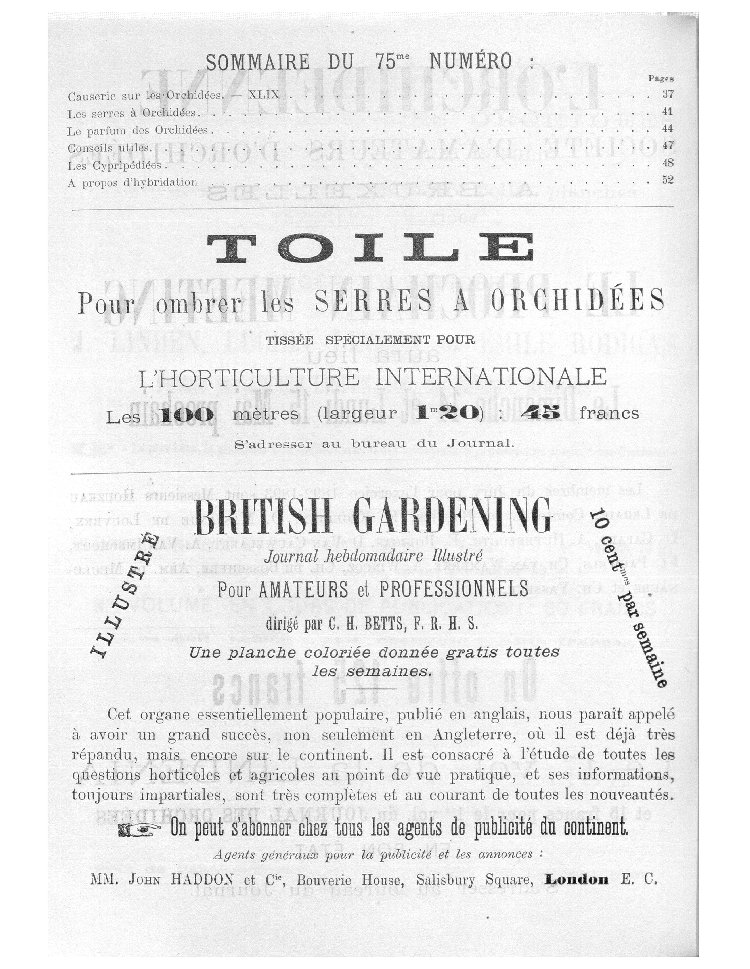 SOMMAIRE DU 75me NUMÉRO :
Pages
Causerie sur les Orchidées. — XLIX . . . . . . . . . . . . . . . . . . . . . . 37
Les serres à Orchidées. . . . . . . . . . . . . . . . . . . . . . . . . . . 41
Le parfum des Orchidées. . . . . . . . . . . . . . . . . . . . . . . . . . 44
Conseils utiles. . . . . . . . . . . . . . . . . . . . . . . . . . . . . . 47
Les Cypripédiées . . . . . . . . . . . . . . . . . . . . . . . . . . . . . 48
A propos d'hybridation . . . . . . . . . . . . . . . . . . . . . . . . . . 52
TOILE
Pour ombrer les SERRES A ORCHIDÉES
TISSÉE SPÉCIALEMENT POUR
L'HORTICULTURE INTERNATIONALE
Les 100 mètres (largeur 1m20) : 45 francs
S'adresser au bureau du Journal.
BRITISH GARDENING
ILLUSTRÉ
10 centmes par semaine
Journal hebdomadaire Illustré
Pour AMATEURS et PROFESSIONNELS
dirigé par C. H. BETTS, F. R. H. S.
Une planche coloriée donnée gratis toutes
les semaines.
Cet organe essentiellement populaire, publié en anglais, nous paraît appelé
à avoir un grand succès, non seulement en Angleterre, où il est déjà très
répandu, mais encore sur le continent. Il est consacré à l'étude de toutes les
questions horticoles et agricoles au point de vue pratique, et ses informations,
toujours impartiales, sont très complètes et au courant de toutes les nouveautés.
☛ On peut s'abonner chez tous les agents de publicité du continent.
Agents généraux pour la publicité et les annonces :
MM. JOHN HADDON et Cie, Bouverie House, Salisbury Square, London E. C.